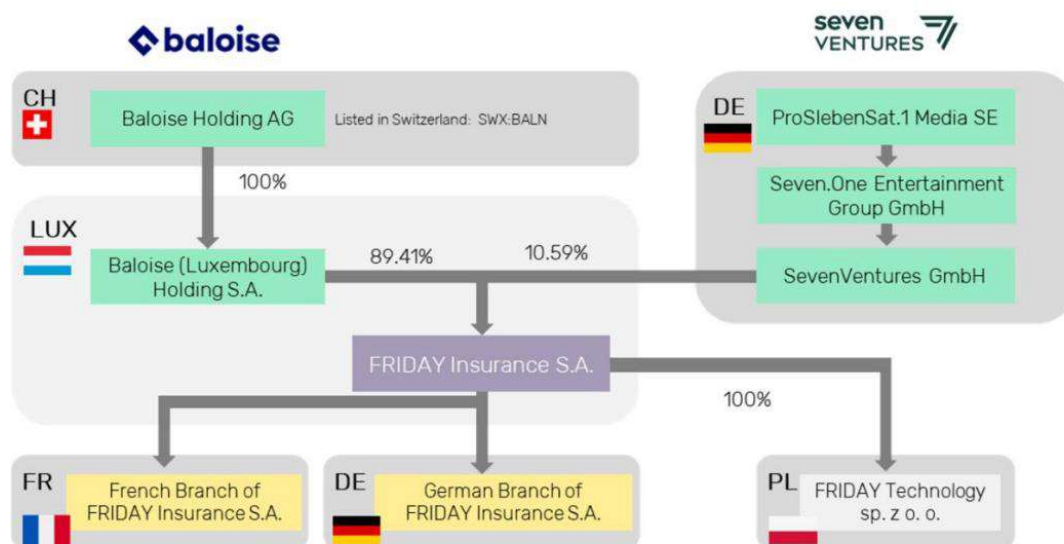 baloise
seven
VENTURES
CH
Baloise Holding AG
Listed in Switzerland: SWX:BALN
DE
ProSIebenSat.1 Media SE
100%
Seven.One Entertainment
Group GmbH
LUX
Baloise (Luxembourg)
Holding S.A.
89.41%
10.59%
SevenVentures GmbH
FRIDAY Insurance S.A.
100%
FR
French Branch of
FRIDAY Insurance S.A.
DE
German Branch of
FRIDAY Insurance S.A.
PL
FRIDAY Technology
sp. z o. o.